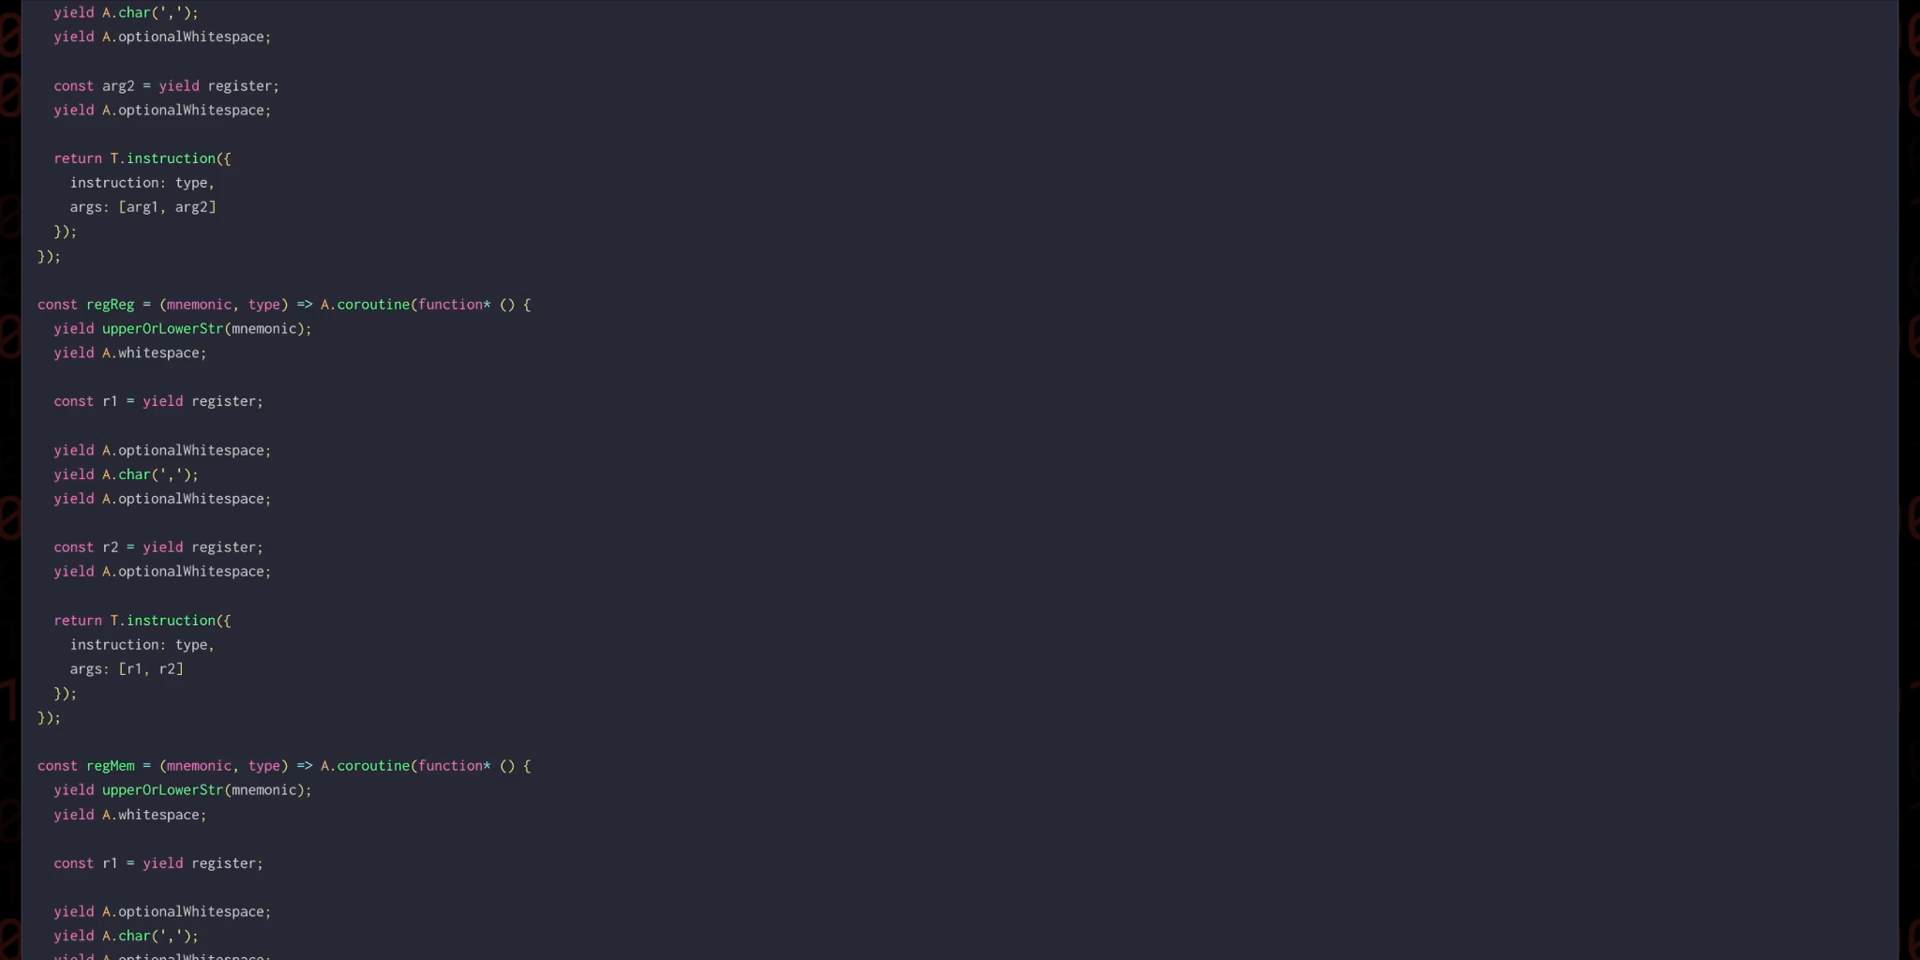 yield A.char(',');
  yield A.optionalWhitespace;

  const arg2 = yield register;
  yield A.optionalWhitespace;

  return T.instruction({
    instruction: type,
    args: [arg1, arg2]
  });
});

const regReg = (mnemonic, type) => A.coroutine(function* () {
  yield upperOrLowerStr(mnemonic);
  yield A.whitespace;

  const r1 = yield register;

  yield A.optionalWhitespace;
  yield A.char(',');
  yield A.optionalWhitespace;

  const r2 = yield register;
  yield A.optionalWhitespace;

  return T.instruction({
    instruction: type,
    args: [r1, r2]
  });
});

const regMem = (mnemonic, type) => A.coroutine(function* () {
  yield upperOrLowerStr(mnemonic);
  yield A.whitespace;

  const r1 = yield register;

  yield A.optionalWhitespace;
  yield A.char(',');
  yield A.optionalWhitespace;